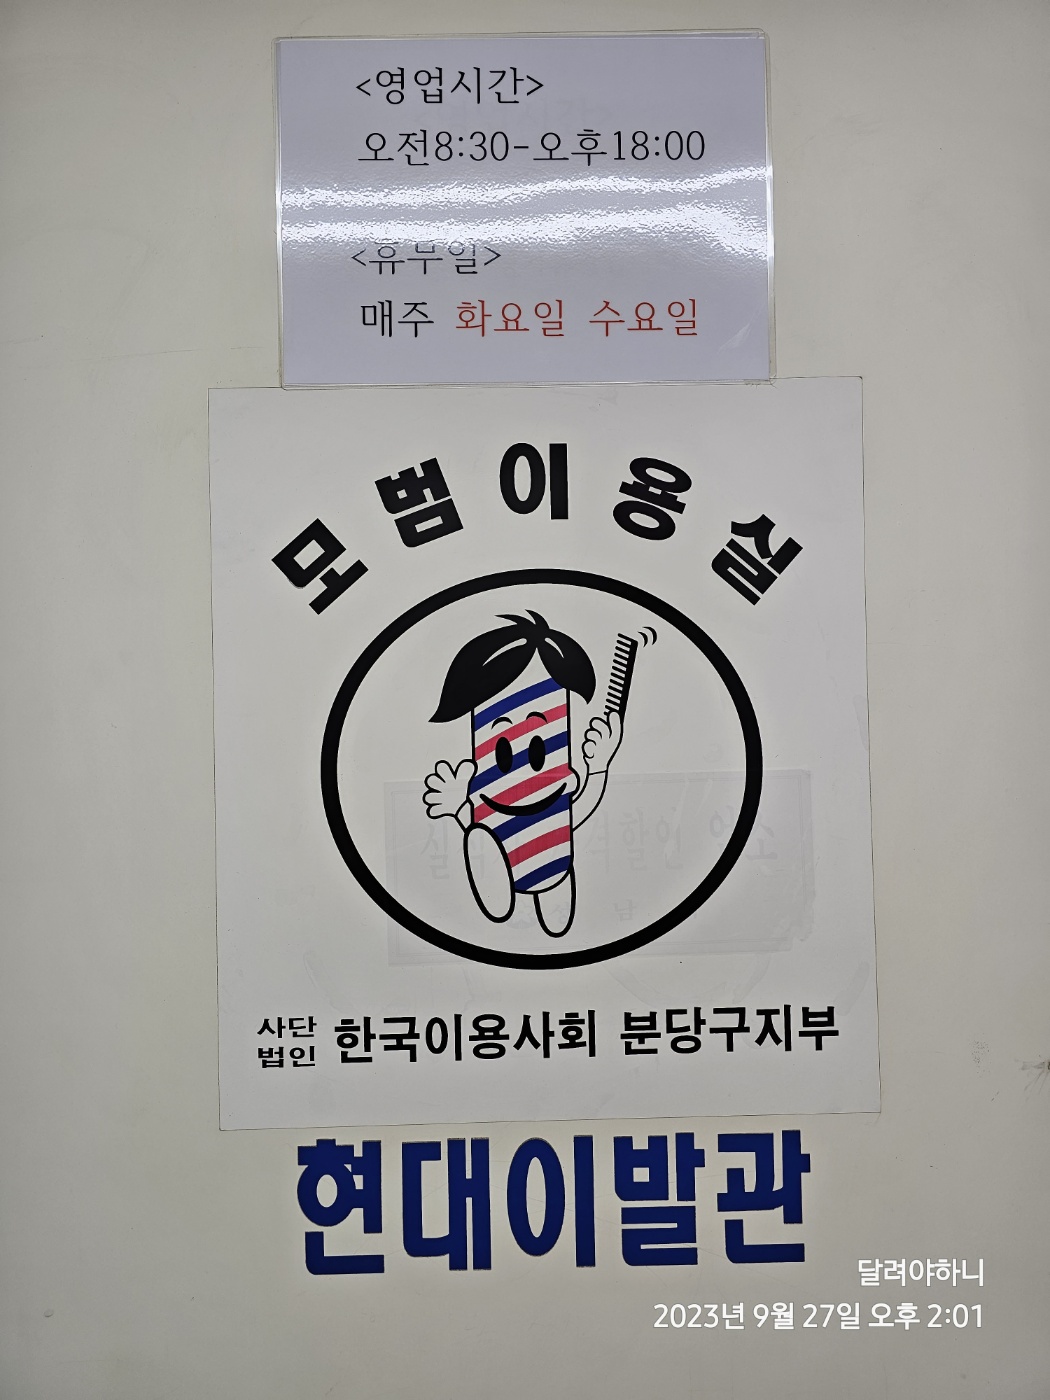 <영업시간>
오전8:30-오후18:00
<휴무일>
매주 화요일 수요일
모범이용실
사단
법인 한국이용사회 분당구지부
현대이발관
달려야하니
2023년 9월 27일 오후 2:01